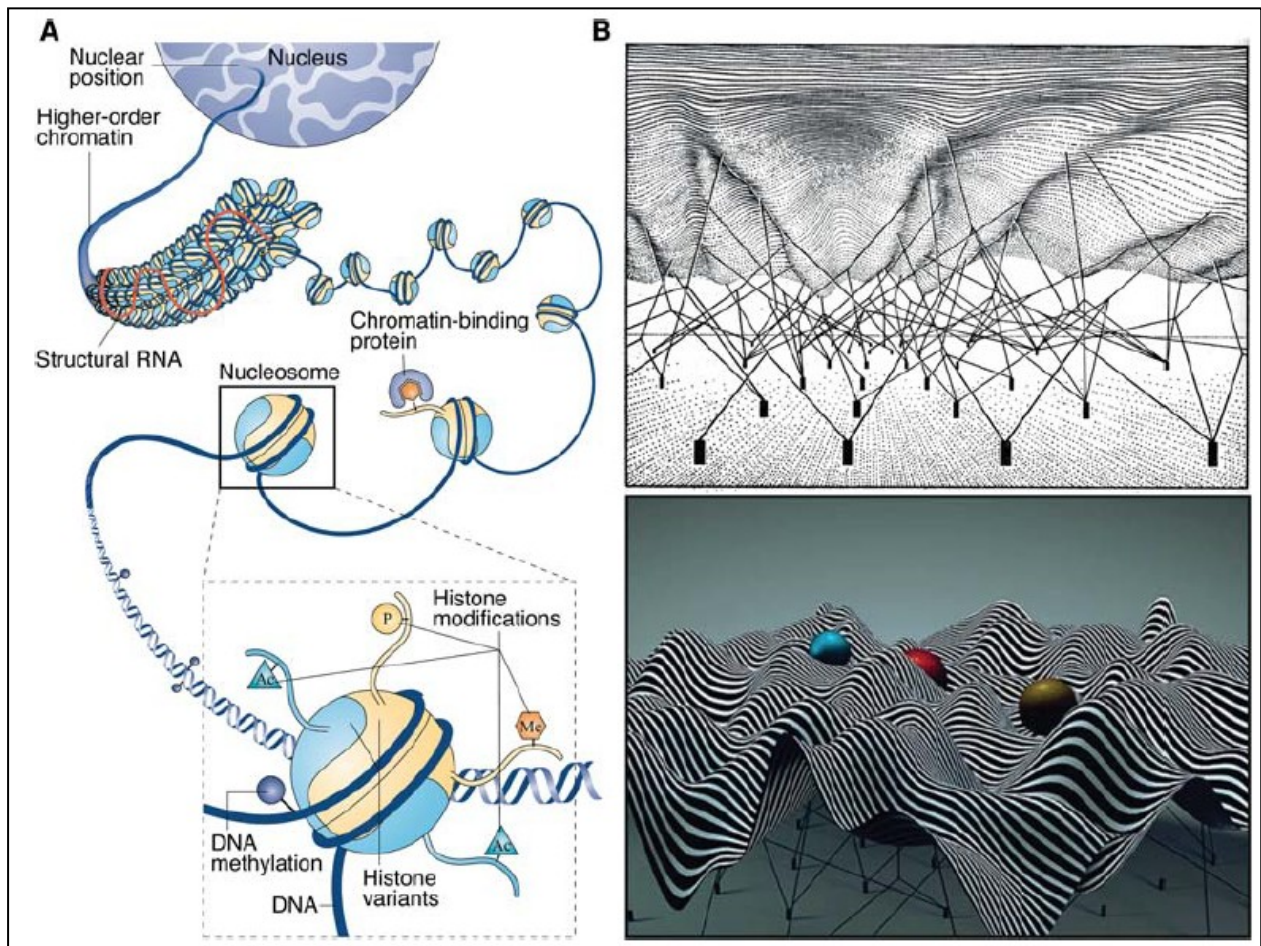 A
B
Nuclear
position
Nucleus
Higher-order
chromatin
Structural RNA
Chromatin-binding
protein
Nucleosome
Histone
modifications
P
Ac
Me
Ac
DNA
methylation
Histone
variants
DNA